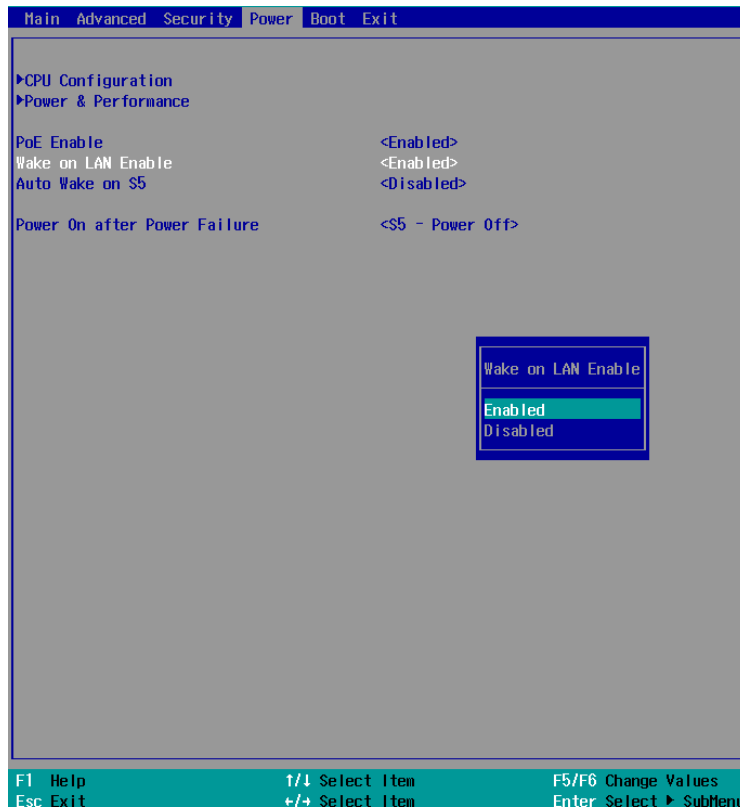 Main Advanced Security Power Boot Exit
▶CPU Configuration
▶Power & Performance
PoE Enable <Enabled>
Wake on LAN Enable <Enabled>
Auto Wake on S5 <Disabled>
Power On after Power Failure <S5 - Power Off>
Wake on LAN Enable
Enabled
Disabled
F1 Help ↑/↓ Select Item F5/F6 Change Values
Esc Exit ←/→ Select Item Enter Select ▶ SubMenu